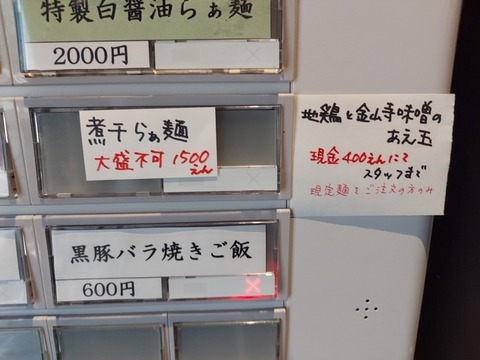 特製白醤油らぁ麺
2000円
煮干らぁ麺
大盛不可 1500
えん
地鶏と金山寺味噌の
あえ玉
現金400えんにて
スタッフまで
現定麺をご注文の方のみ
黒豚バラ焼きご飯
600円
×